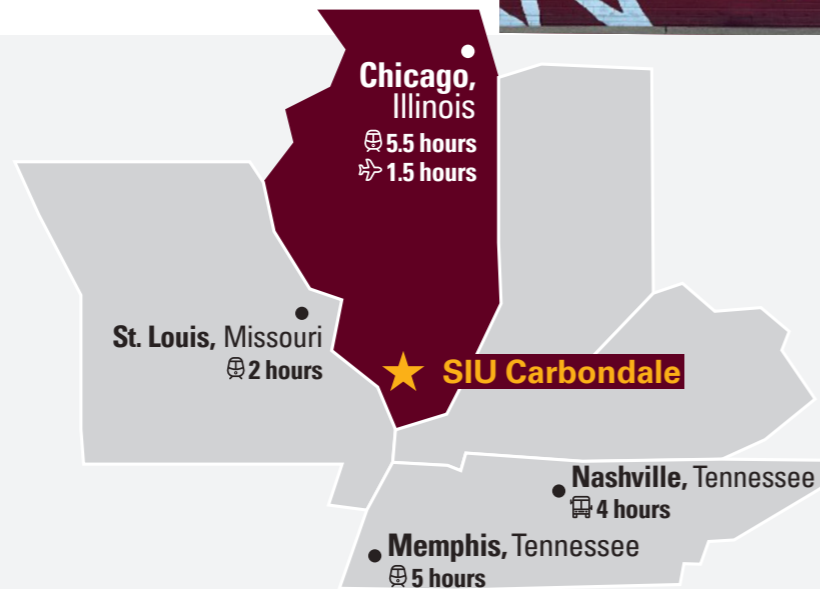 Chicago,
Illinois
5.5 hours
1.5 hours
St. Louis, Missouri
2 hours
SIU Carbondale
Nashville, Tennessee
4 hours
Memphis, Tennessee
5 hours